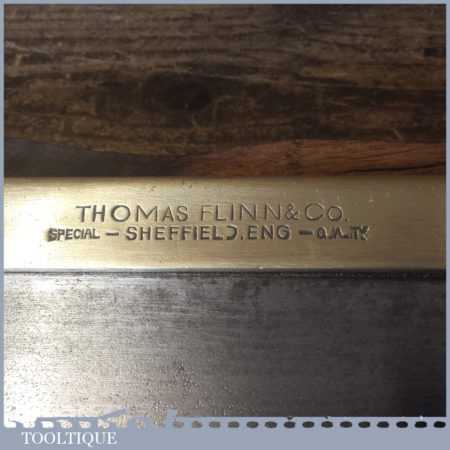 THOMAS FLINN & CO.
SPECIAL - SHEFFIELD. ENG - QUALITY
TOOLTIQUE